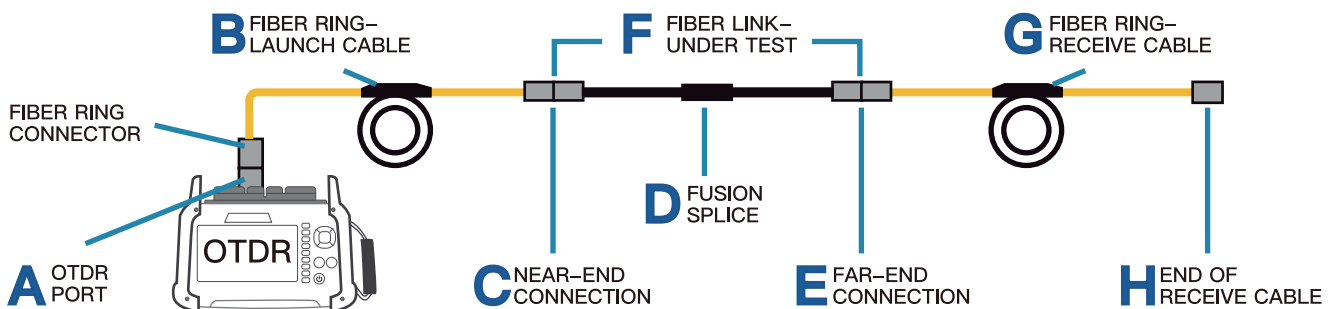 B FIBER RING–
LAUNCH CABLE
F FIBER LINK–
UNDER TEST
G FIBER RING–
RECEIVE CABLE
FIBER RING
CONNECTOR
OTDR
A OTDR
PORT
C NEAR–END
CONNECTION
D FUSION
SPLICE
E FAR–END
CONNECTION
H END OF
RECEIVE CABLE